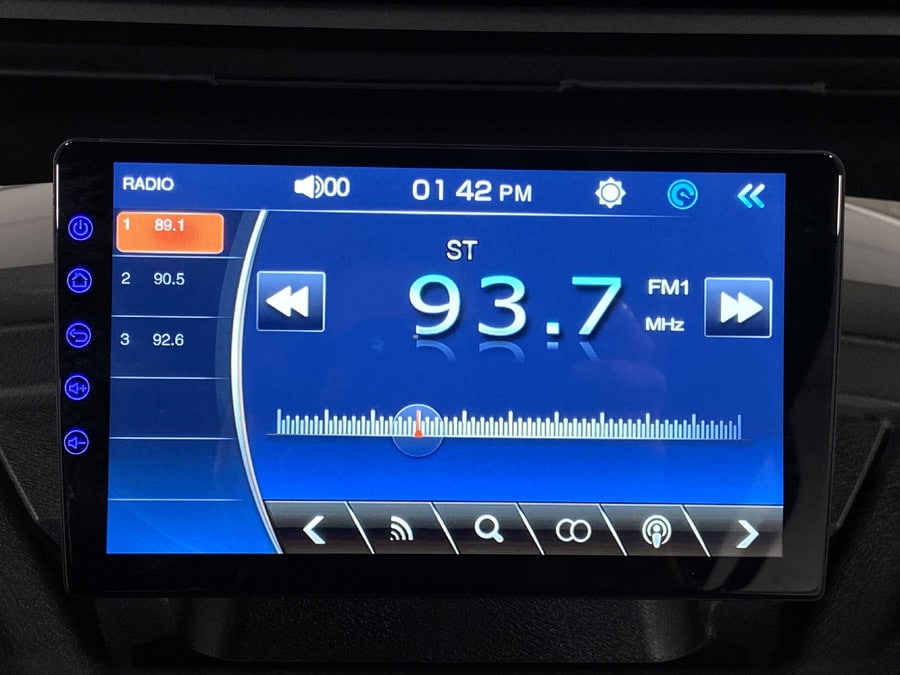 RADIO
00
01 42 PM
1 89.1
2 90.5
3 92.6
ST
93.7
FM1
MHz